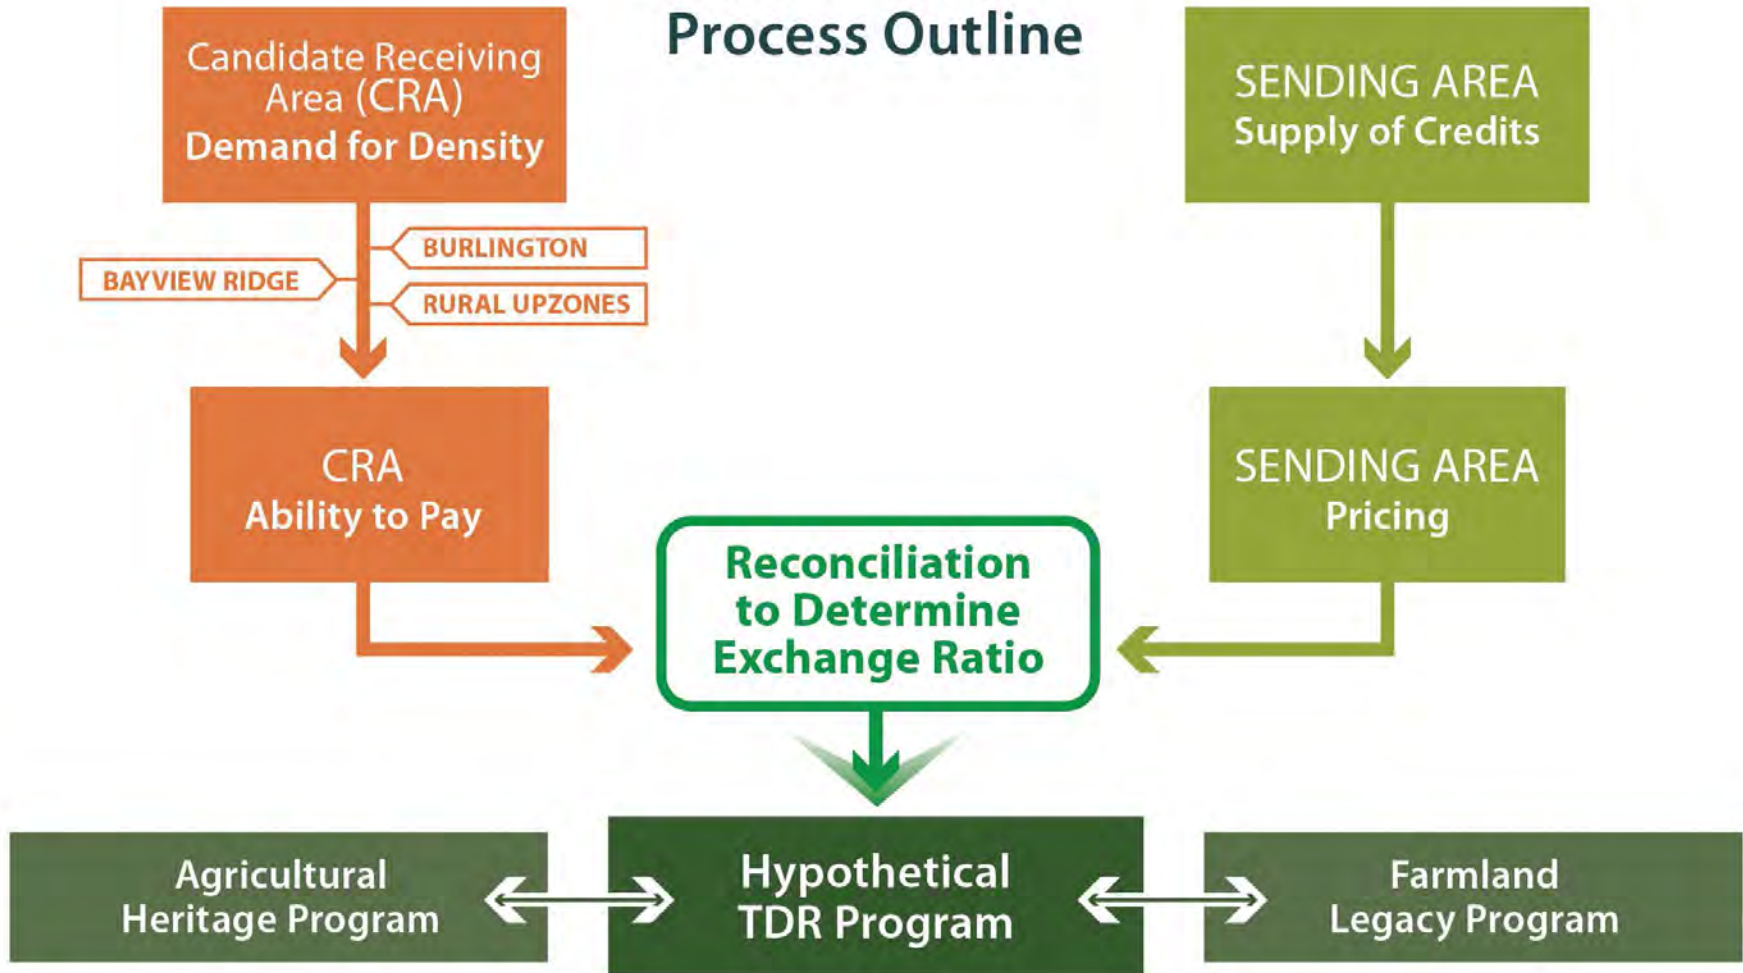 Process Outline
Candidate Receiving
Area (CRA)
Demand for Density
SENDING AREA
Supply of Credits
BURLINGTON
BAYVIEW RIDGE
RURAL UPZONES
CRA
Ability to Pay
SENDING AREA
Pricing
Reconciliation
to Determine
Exchange Ratio
Agricultural
Heritage Program
Hypothetical
TDR Program
Farmland
Legacy Program